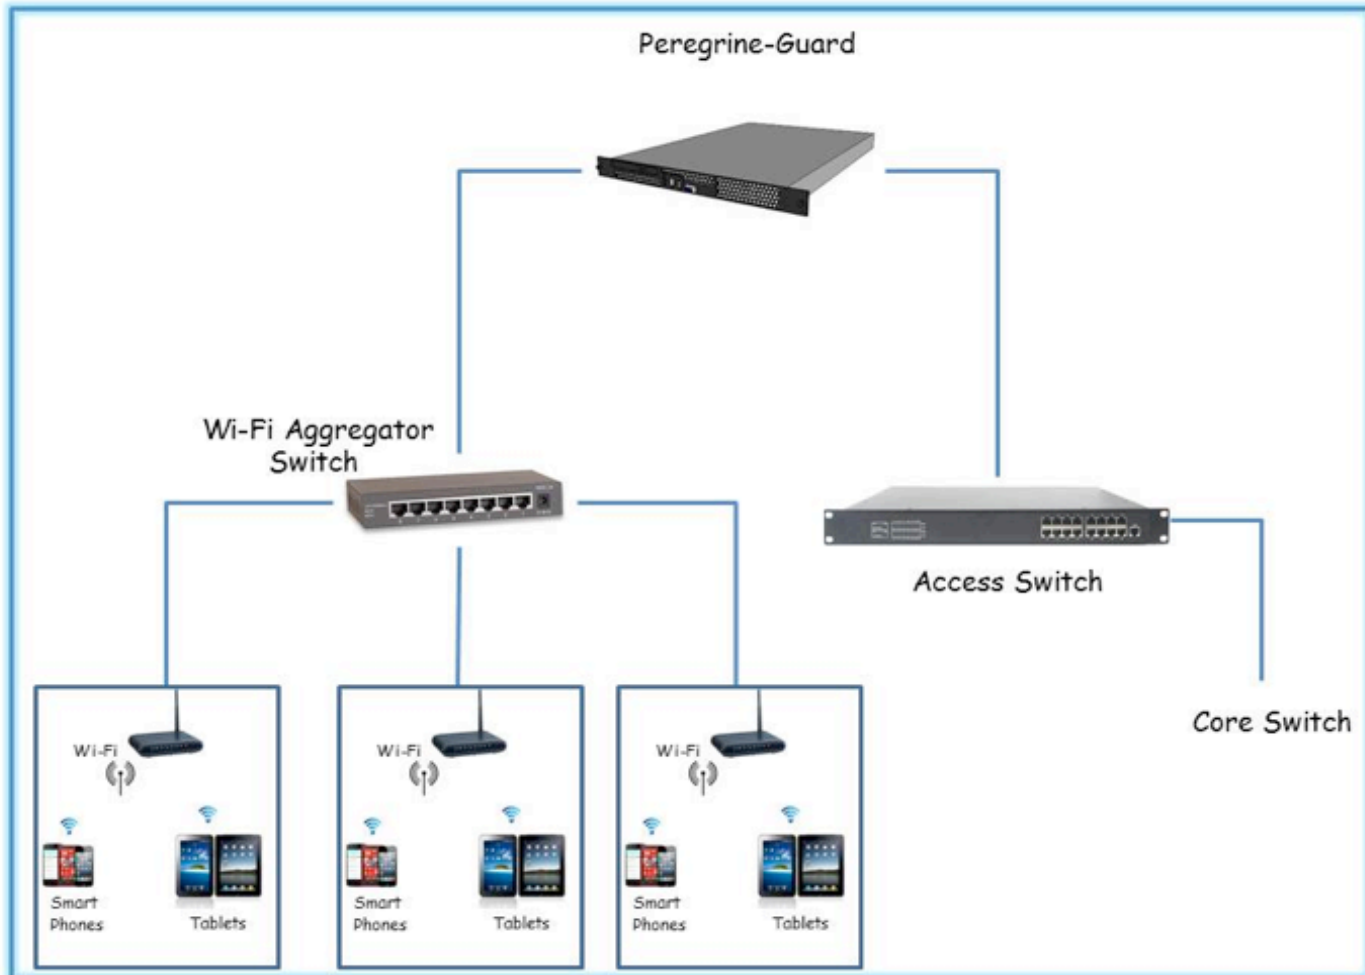 Peregrine-Guard
Wi-Fi Aggregator
Switch
Access Switch
Core Switch
Wi-Fi
Smart
Phones
Tablets
Wi-Fi
Smart
Phones
Tablets
Wi-Fi
Smart
Phones
Tablets